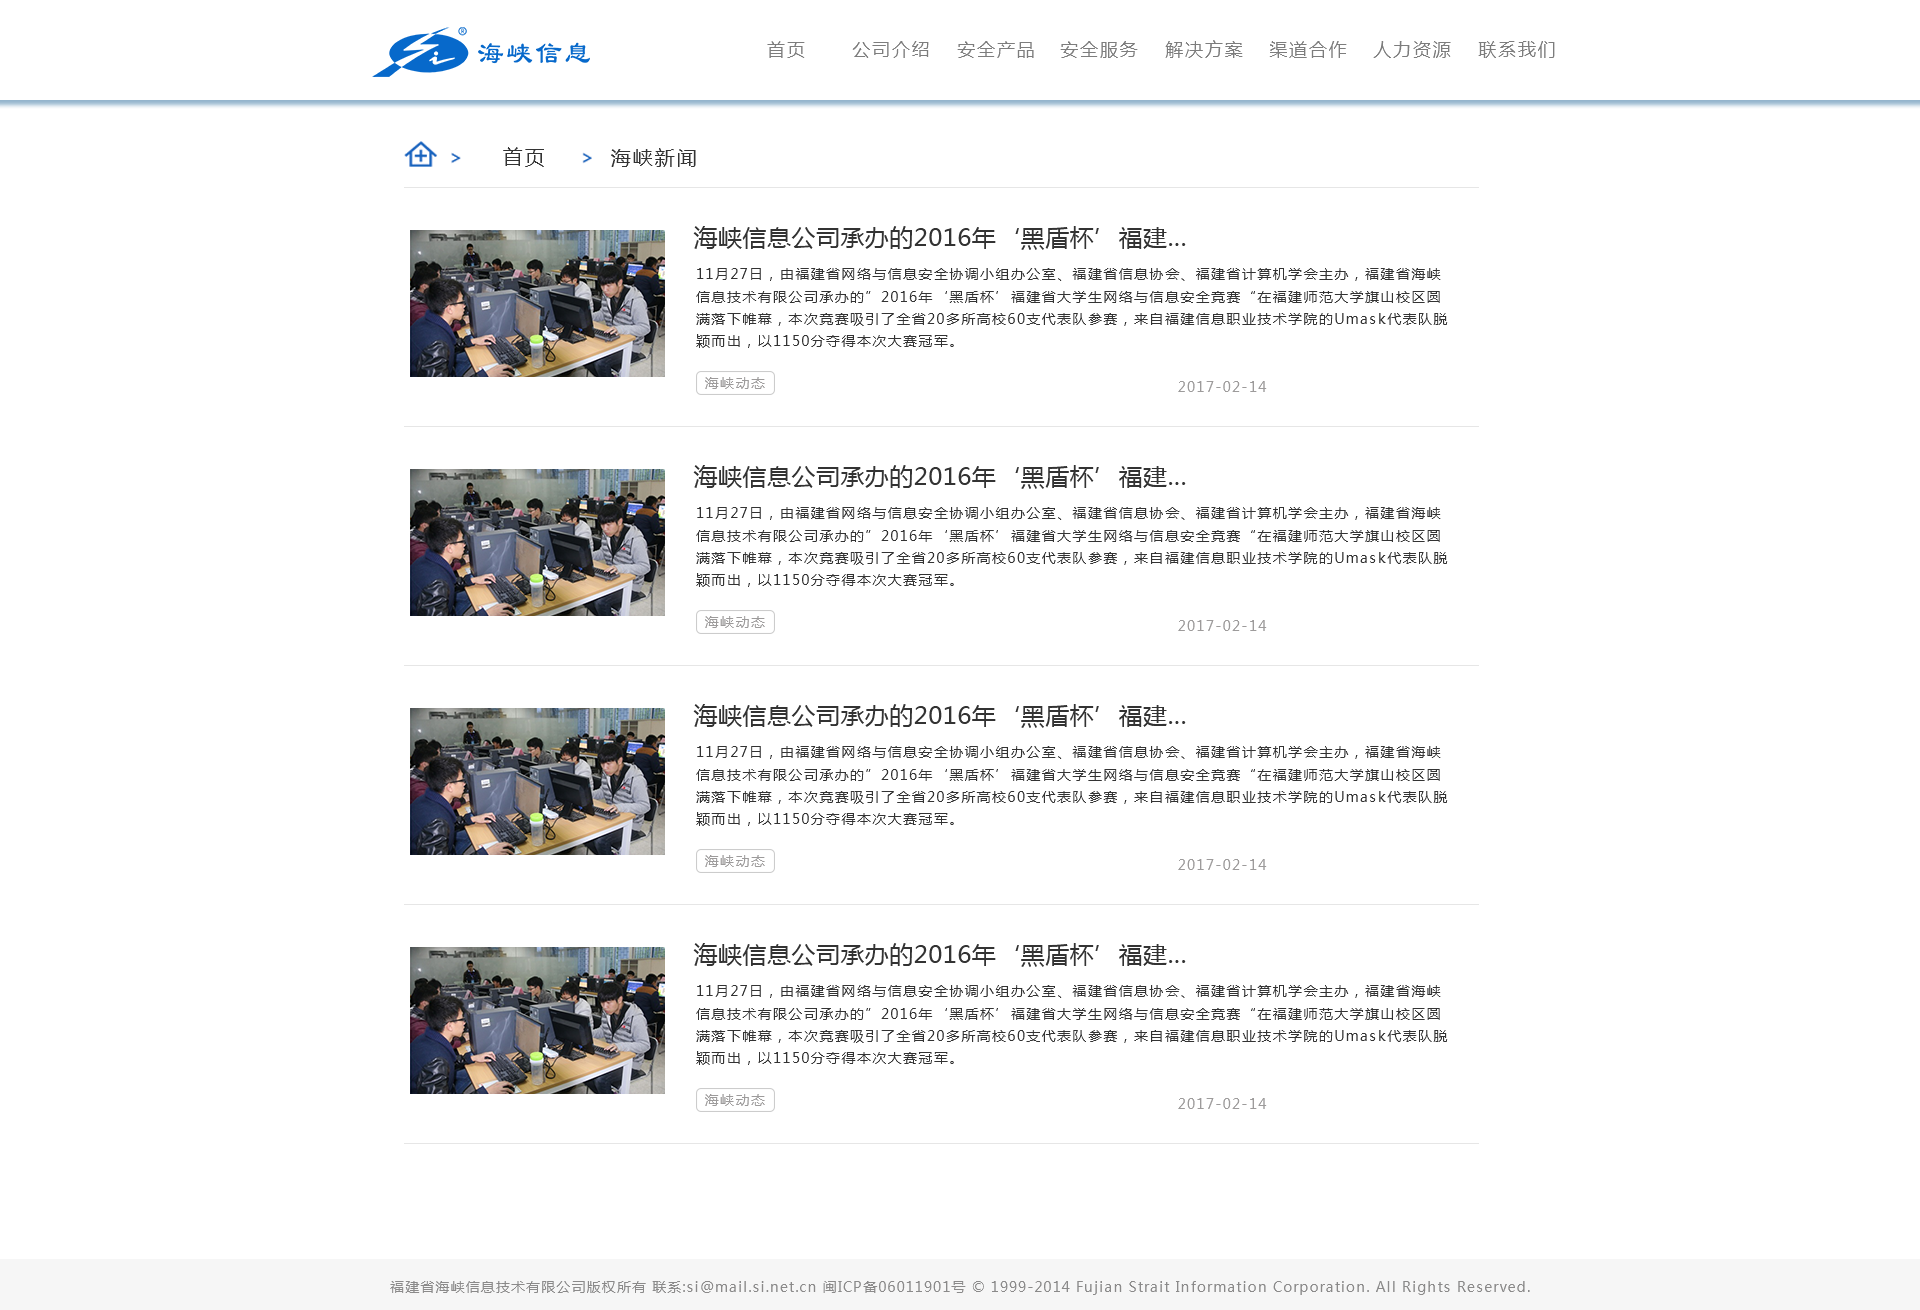 海峡信息®
首页 公司介绍 安全产品 安全服务 解决方案 渠道合作 人力资源 联系我们
> 首页 > 海峡新闻
海峡信息公司承办的2016年‘黑盾杯’福建...
11月27日，由福建省网络与信息安全协调小组办公室、福建省信息协会、福建省计算机学会主办，福建省海峡
信息技术有限公司承办的”2016年‘黑盾杯’福建省大学生网络与信息安全竞赛“在福建师范大学旗山校区圆
满落下帷幕，本次竞赛吸引了全省20多所高校60支代表队参赛，来自福建信息职业技术学院的Umask代表队脱
颖而出，以1150分夺得本次大赛冠军。
海峡动态 2017-02-14
海峡信息公司承办的2016年‘黑盾杯’福建...
11月27日，由福建省网络与信息安全协调小组办公室、福建省信息协会、福建省计算机学会主办，福建省海峡
信息技术有限公司承办的”2016年‘黑盾杯’福建省大学生网络与信息安全竞赛“在福建师范大学旗山校区圆
满落下帷幕，本次竞赛吸引了全省20多所高校60支代表队参赛，来自福建信息职业技术学院的Umask代表队脱
颖而出，以1150分夺得本次大赛冠军。
海峡动态 2017-02-14
海峡信息公司承办的2016年‘黑盾杯’福建...
11月27日，由福建省网络与信息安全协调小组办公室、福建省信息协会、福建省计算机学会主办，福建省海峡
信息技术有限公司承办的”2016年‘黑盾杯’福建省大学生网络与信息安全竞赛“在福建师范大学旗山校区圆
满落下帷幕，本次竞赛吸引了全省20多所高校60支代表队参赛，来自福建信息职业技术学院的Umask代表队脱
颖而出，以1150分夺得本次大赛冠军。
海峡动态 2017-02-14
海峡信息公司承办的2016年‘黑盾杯’福建...
11月27日，由福建省网络与信息安全协调小组办公室、福建省信息协会、福建省计算机学会主办，福建省海峡
信息技术有限公司承办的”2016年‘黑盾杯’福建省大学生网络与信息安全竞赛“在福建师范大学旗山校区圆
满落下帷幕，本次竞赛吸引了全省20多所高校60支代表队参赛，来自福建信息职业技术学院的Umask代表队脱
颖而出，以1150分夺得本次大赛冠军。
海峡动态 2017-02-14
福建省海峡信息技术有限公司版权所有 联系:si@mail.si.net.cn 闽ICP备06011901号 © 1999-2014 Fujian Strait Information Corporation. All Rights Reserved.